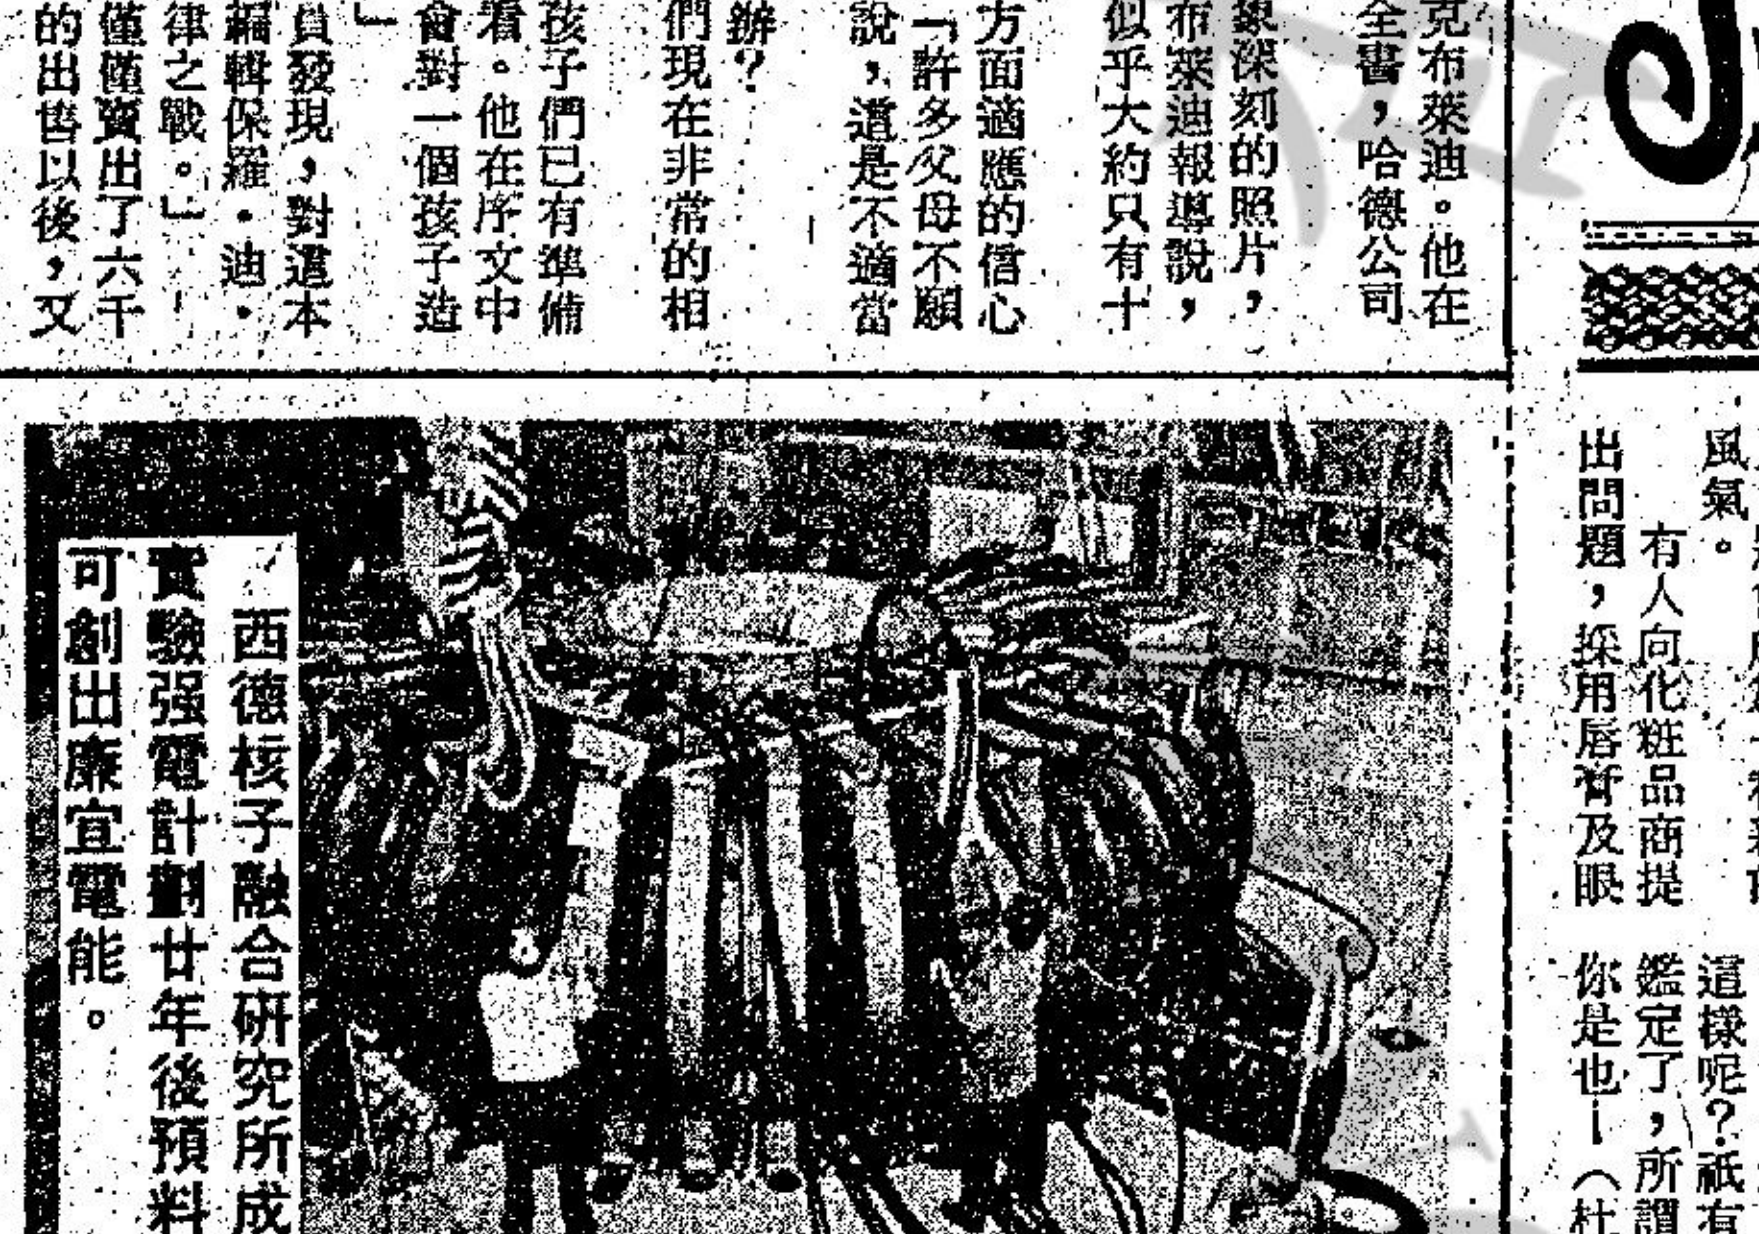 克布萊迪。他在
全書，哈德公司
象深刻的照片，
布萊迪報導說，
似乎大約只有十
方面適應的信心
「許多父母不願
說，這是不適當
辦？
們現在非常的相
孩子們已有準備
看。他在序文中
會對一個孩子造
」
員發現，對這本
編輯保羅・迪・
律之戰。」
僅僅賣出了六千
的出售以後，又
風氣。
有人向化粧品商提
出問題，採用唇膏及眼
這樣呢？祇有
鑑定了，所謂
你是也—（杜
西德核子融合研究所成
實驗强電計劃廿年後預料
可創出廉宜電能。